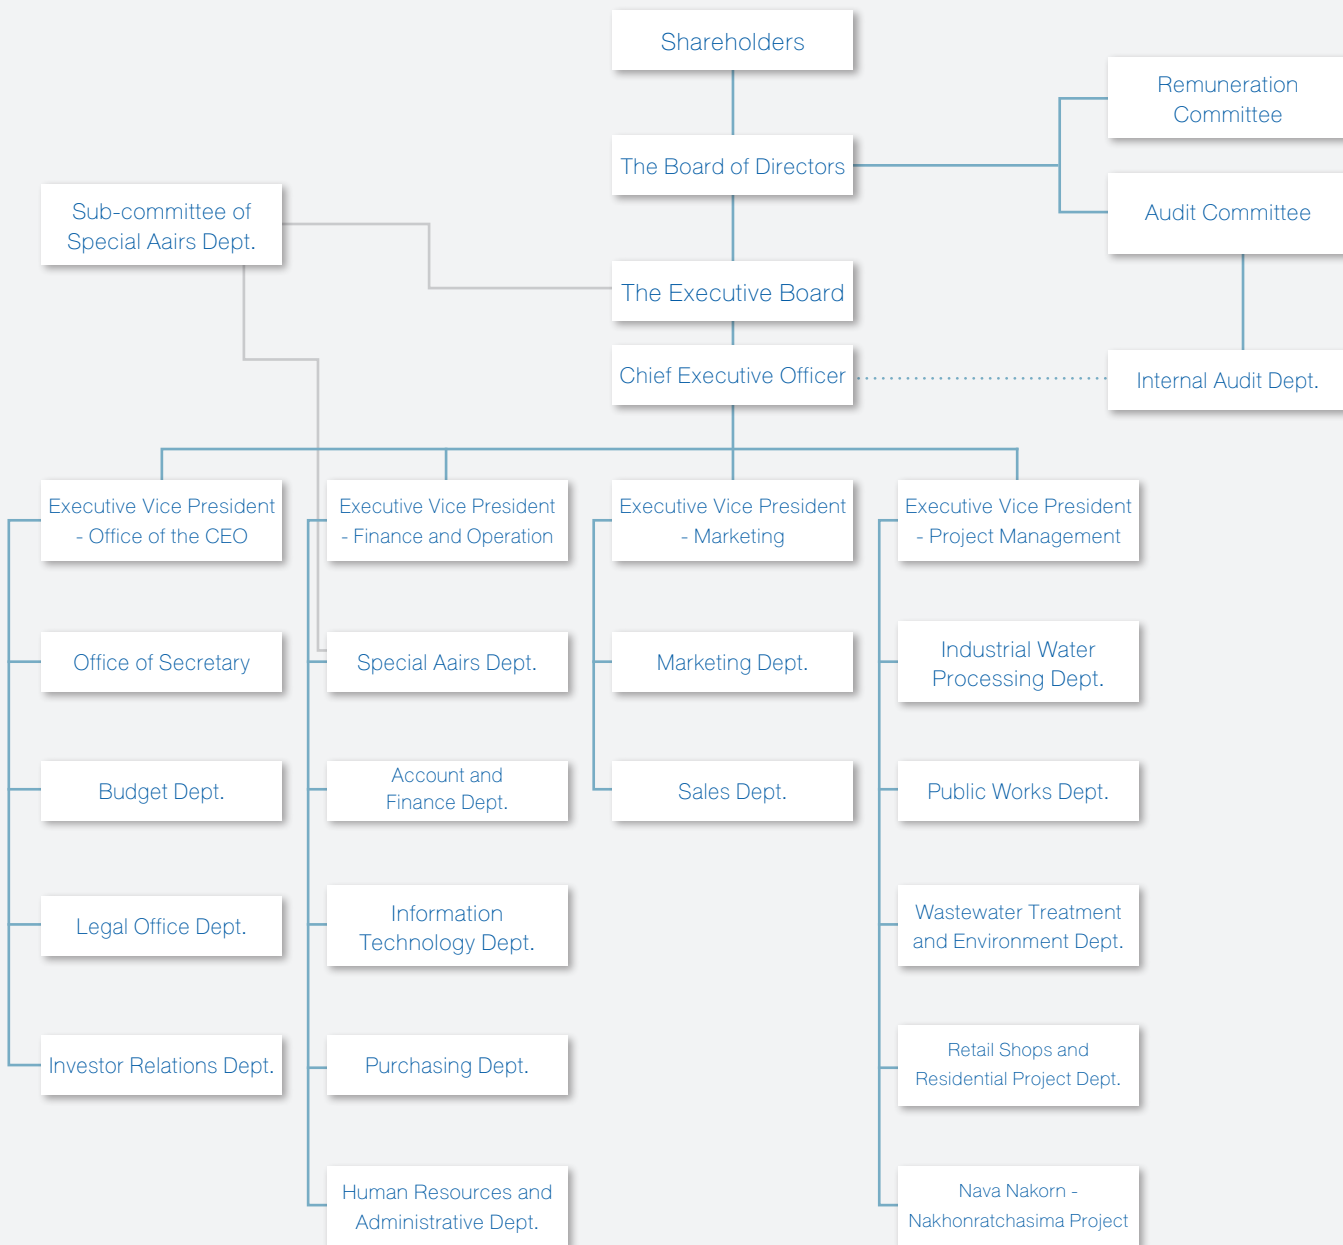 Shareholders
Remuneration
Committee
The Board of Directors
Audit Committee
Sub-committee of
Special Aairs Dept.
The Executive Board
Chief Executive Officer
Internal Audit Dept.
Executive Vice President
- Office of the CEO
Executive Vice President
- Finance and Operation
Executive Vice President
- Marketing
Executive Vice President
- Project Management
Office of Secretary
Special Aairs Dept.
Marketing Dept.
Industrial Water
Processing Dept.
Budget Dept.
Account and
Finance Dept.
Sales Dept.
Public Works Dept.
Legal Office Dept.
Information
Technology Dept.
Wastewater Treatment
and Environment Dept.
Investor Relations Dept.
Purchasing Dept.
Retail Shops and
Residential Project Dept.
Human Resources and
Administrative Dept.
Nava Nakorn -
Nakhonratchasima Project